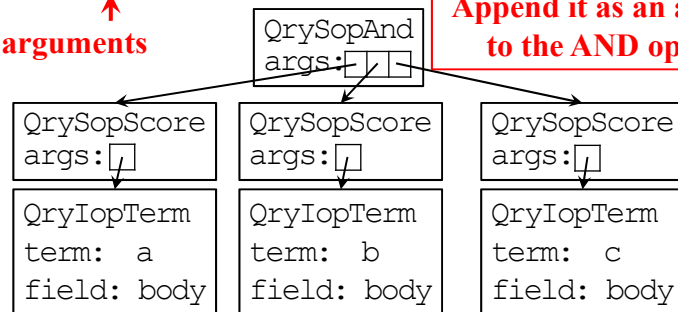 Append it as an a
to the AND op
arguments
QrySopAnd
args:
QrySopScore
args:
QrySopScore
args:
QrySopScore
args:
QryIopTerm
term: a
field: body
QryIopTerm
term: b
field: body
QryIopTerm
term: c
field: body